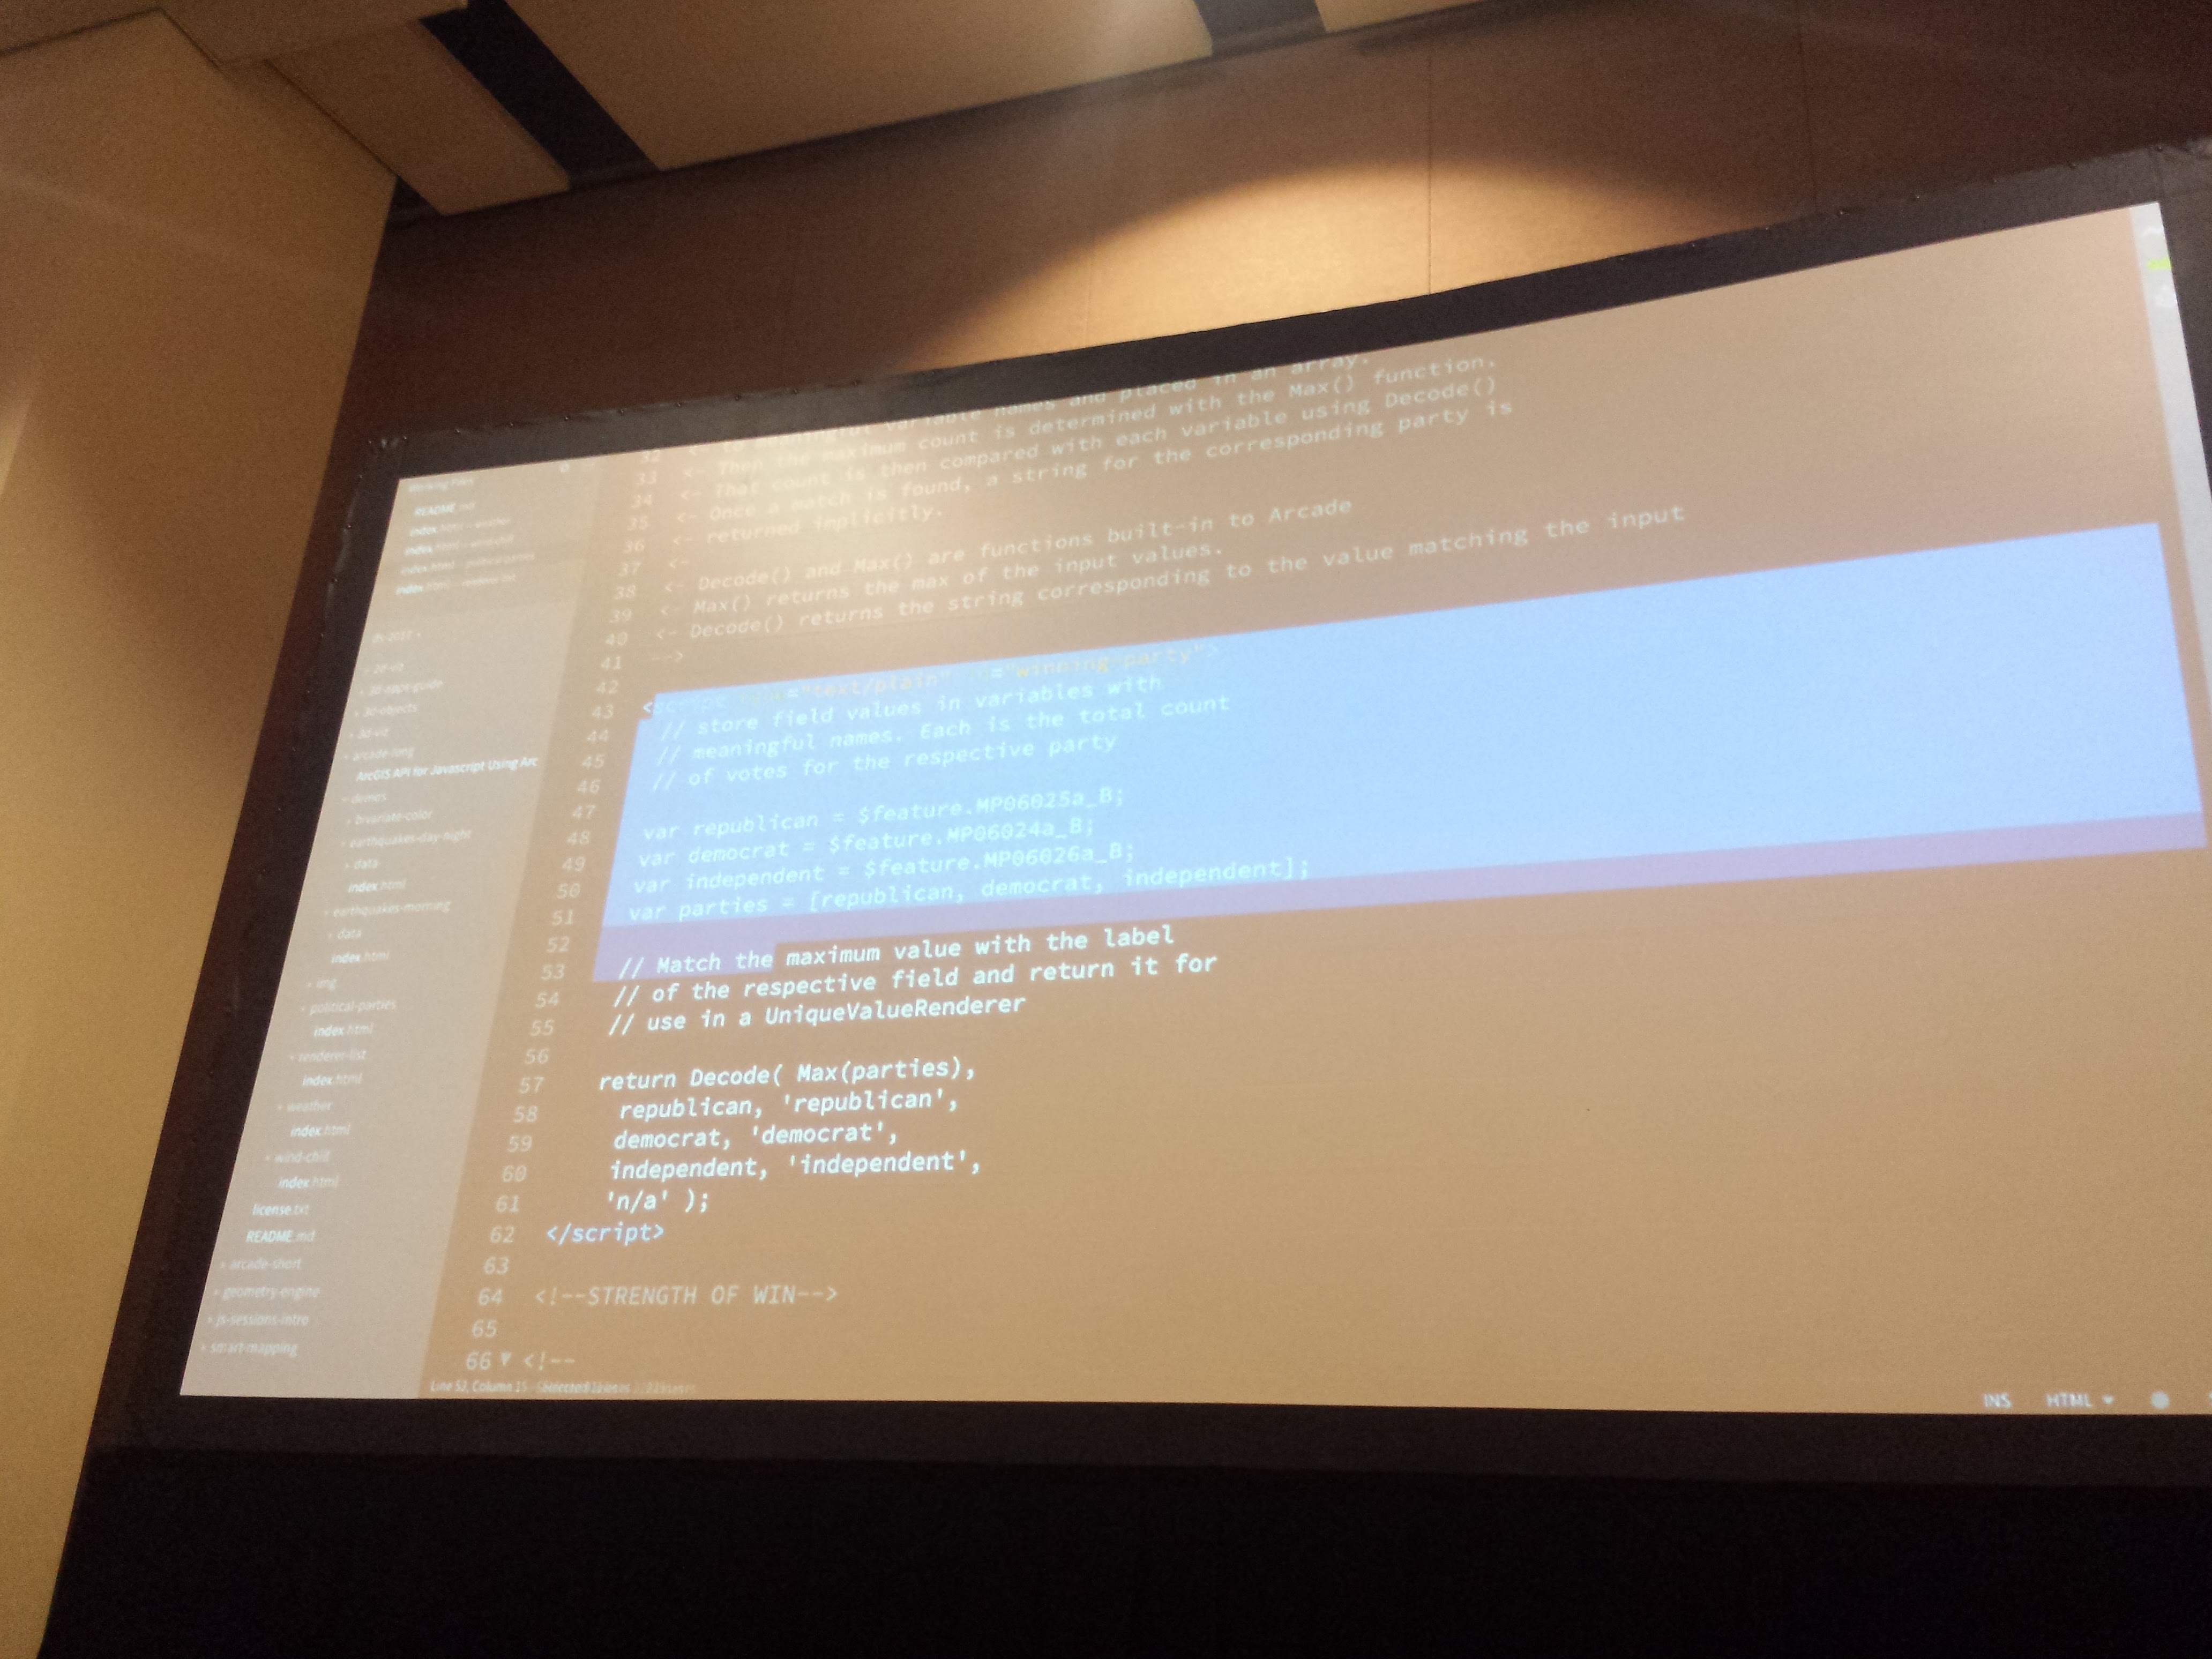 Working Files
README.md
index.html - weather
index.html - wind-chill
index.html - political-parties
index.html - renderer-list
ds-2017
2d-viz
3d-apps-guide
3d-objects
3d-viz
arcade-long
ArcGIS API for Javascript Using Arc
demos
bivariate-color
earthquakes-day-night
data
index.html
earthquakes-morning
data
index.html
img
political-parties
index.html
renderer-list
index.html
weather
index.html
wind-chill
index.html
license.txt
README.md
arcade-short
geometry-engine
js-sessions-intro
smart-mapping
variable names and placed in an array.
32 <- Then the maximum count is determined with the Max() function.
33 <- That count is then compared with each variable using Decode()
34 <- Once a match is found, a string for the corresponding party is
35 <- returned implicitly.
36 <-
37 <- Decode() and Max() are functions built-in to Arcade
38 <- Max() returns the max of the input values.
39 <- Decode() returns the string corresponding to the value matching the input
40 -->
41
42 <script type="text/plain" id="winning-party">
43 // store field values in variables with
44 // meaningful names. Each is the total count
45 // of votes for the respective party
46
47 var republican = $feature.MP06025a_B;
48 var democrat = $feature.MP06024a_B;
49 var independent = $feature.MP06026a_B;
50 var parties = [republican, democrat, independent];
51
52
53 // Match the maximum value with the label
54 // of the respective field and return it for
55 // use in a UniqueValueRenderer
56
57 return Decode( Max(parties),
58 republican, 'republican',
59 democrat, 'democrat',
60 independent, 'independent',
61 'n/a' );
62 </script>
63
64 <!--STRENGTH OF WIN-->
65
66 <!--
Line 53, Column 15
INS HTML